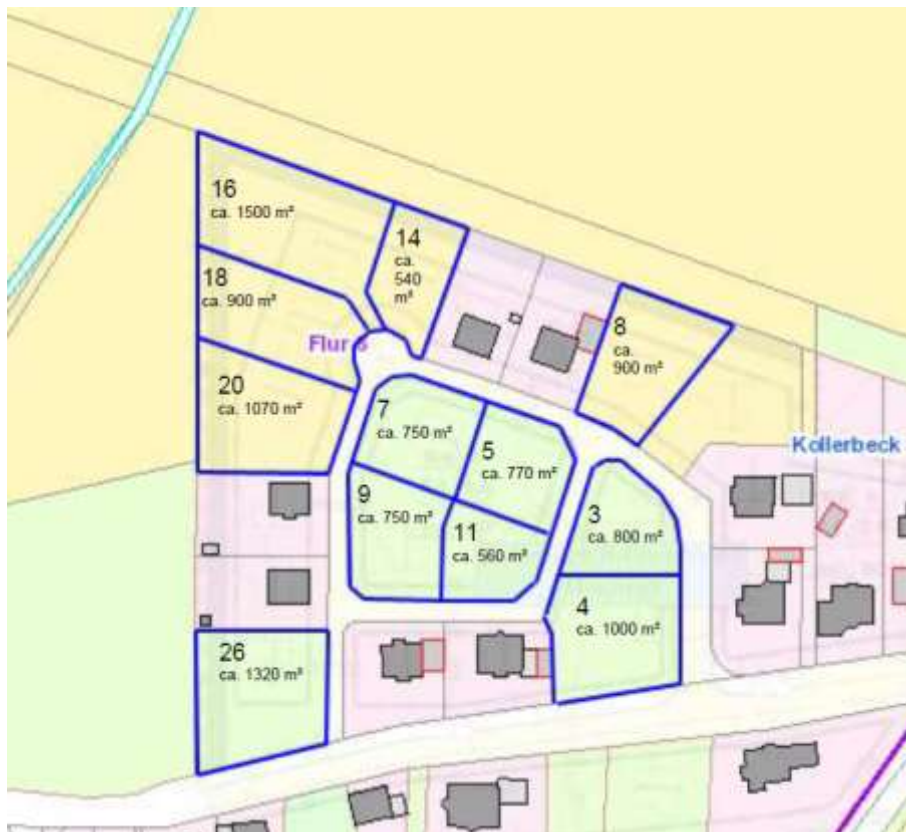 16
ca. 1500 m²
14
ca.
540
m²
18
ca. 900 m²
8
ca.
900 m²
Flur
20
ca. 1070 m²
7
ca. 750 m²
5
ca. 770 m²
Kollerbeck
9
ca. 750 m²
3
ca. 800 m²
11
ca. 560 m²
4
ca. 1000 m²
26
ca. 1320 m²